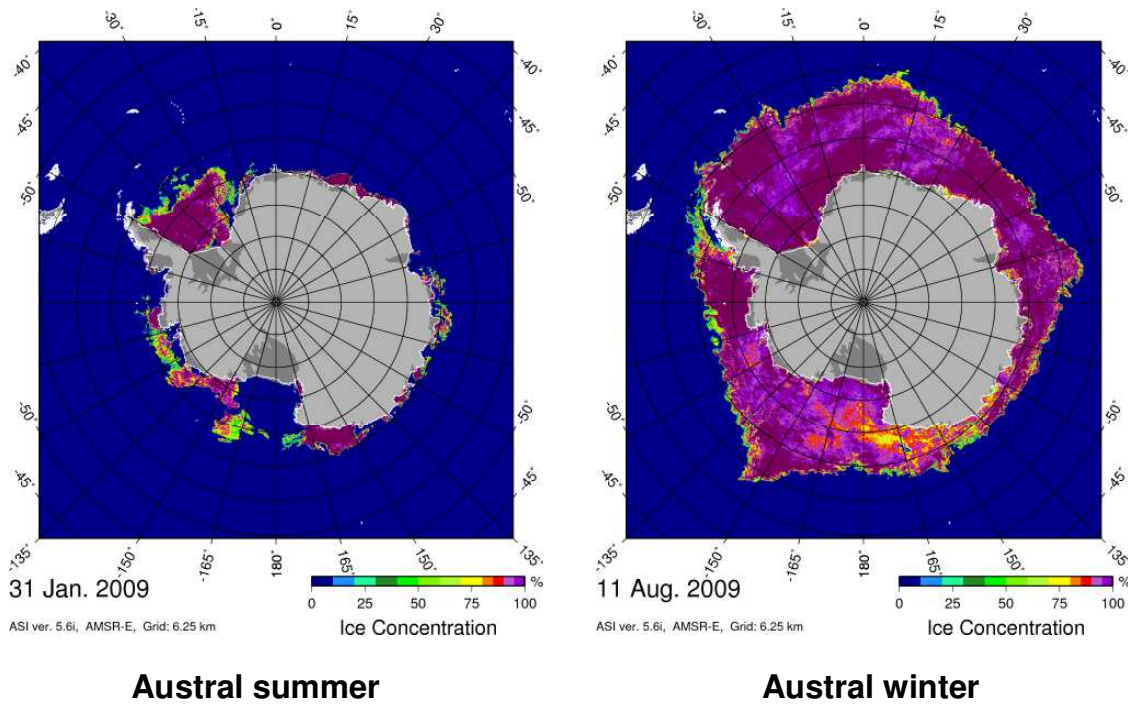 -30° -15° 0° 15° 30°
-40° -40°
-45° -45°
-50° -50°
-50° -50°
-45° -45°
-135° -150° -165° 180° 165° 150° 135°
31 Jan. 2009
0 25 50 75 100 %
ASI ver. 5.6i, AMSR-E, Grid: 6.25 km
Ice Concentration
Austral summer
-30° -15° 0° 15° 30°
-40° -40°
-45° -45°
-50° -50°
-50° -50°
-45° -45°
-135° -150° -165° 180° 165° 150° 135°
11 Aug. 2009
0 25 50 75 100 %
ASI ver. 5.6i, AMSR-E, Grid: 6.25 km
Ice Concentration
Austral winter